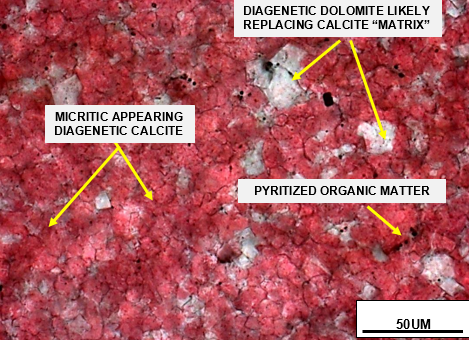 DIAGENETIC DOLOMITE LIKELY
REPLACING CALCITE “MATRIX”
MICRITIC APPEARING
DIAGENETIC CALCITE
PYRITIZED ORGANIC MATTER
50UM